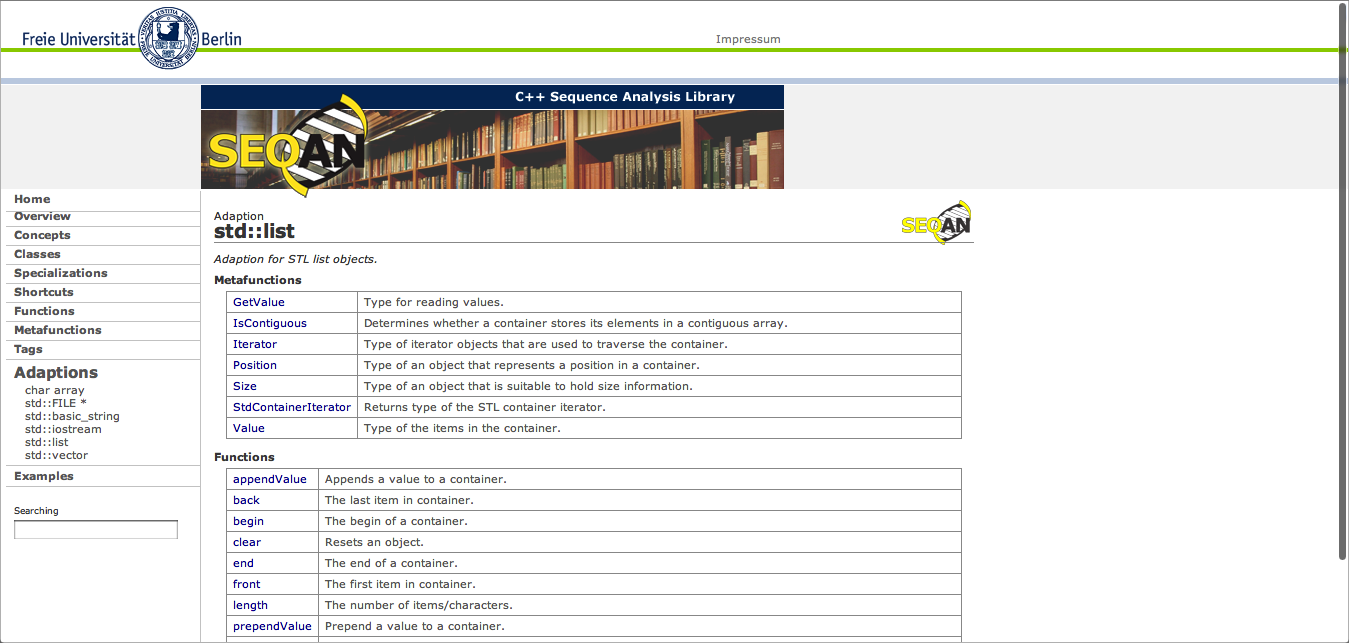 Freie Universität Berlin
Impressum
C++ Sequence Analysis Library
SEQAN
Home
Overview
Concepts
Classes
Specializations
Shortcuts
Functions
Metafunctions
Tags
Adaptions
char array
std::FILE *
std::basic_string
std::iostream
std::list
std::vector
Examples
Searching
Adaption
std::list
SEQAN
Adaption for STL list objects.
Metafunctions
GetValue Type for reading values.
IsContiguous Determines whether a container stores its elements in a contiguous array.
Iterator Type of iterator objects that are used to traverse the container.
Position Type of an object that represents a position in a container.
Size Type of an object that is suitable to hold size information.
StdContainerIterator Returns type of the STL container iterator.
Value Type of the items in the container.
Functions
appendValue Appends a value to a container.
back The last item in container.
begin The begin of a container.
clear Resets an object.
end The end of a container.
front The first item in container.
length The number of items/characters.
prependValue Prepend a value to a container.